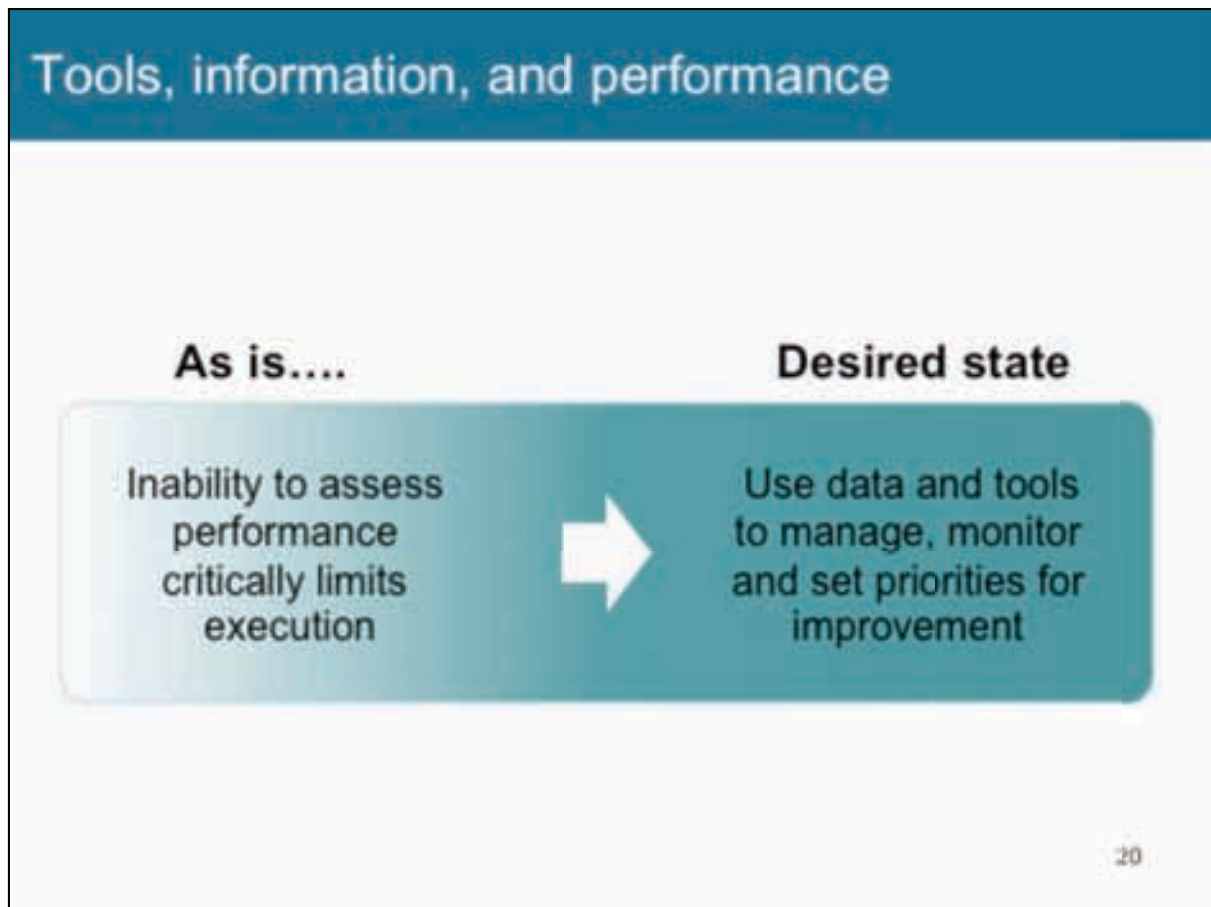 Tools, information, and performance
As is....
Desired state
Inability to assess
performance
critically limits
execution
Use data and tools
to manage, monitor
and set priorities for
improvement
20